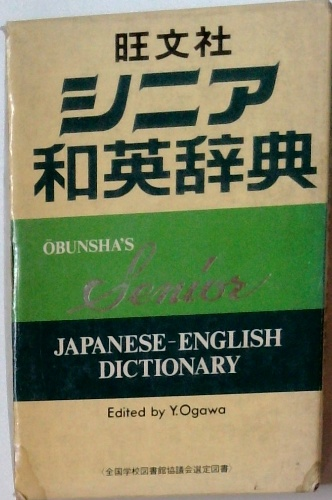 旺文社
シニア
和英辞典
ŌBUNSHA'S
Senior
JAPANESE-ENGLISH
DICTIONARY
Edited by Y.Ogawa
(全国学校図書館協議会選定図書